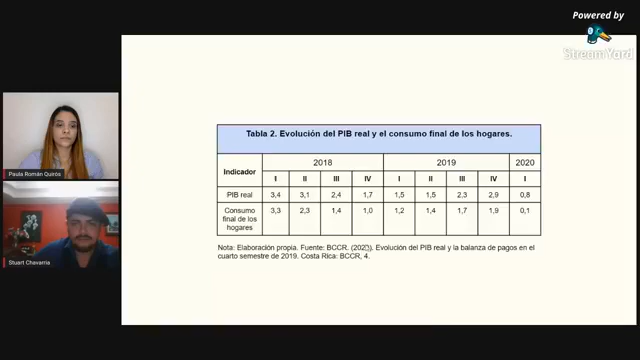 Powered by
StreamYard
Tabla 2. Evolución del PIB real y el consumo final de los hogares.
Indicador 2018 2019 2020
I II III IV I II III IV I
PIB real 3,4 3,1 2,4 1,7 1,5 1,5 2,3 2,9 0,8
Consumo final de los hogares 3,3 2,3 1,4 1,0 1,2 1,4 1,7 1,9 0,1
Nota: Elaboración propia. Fuente: BCCR. Evolución del PIB real y la balanza de pagos en el
cuarto semestre de 2019. Costa Rica: BCCR, 4.
Paula Román Quirós
Stuart Chavarria